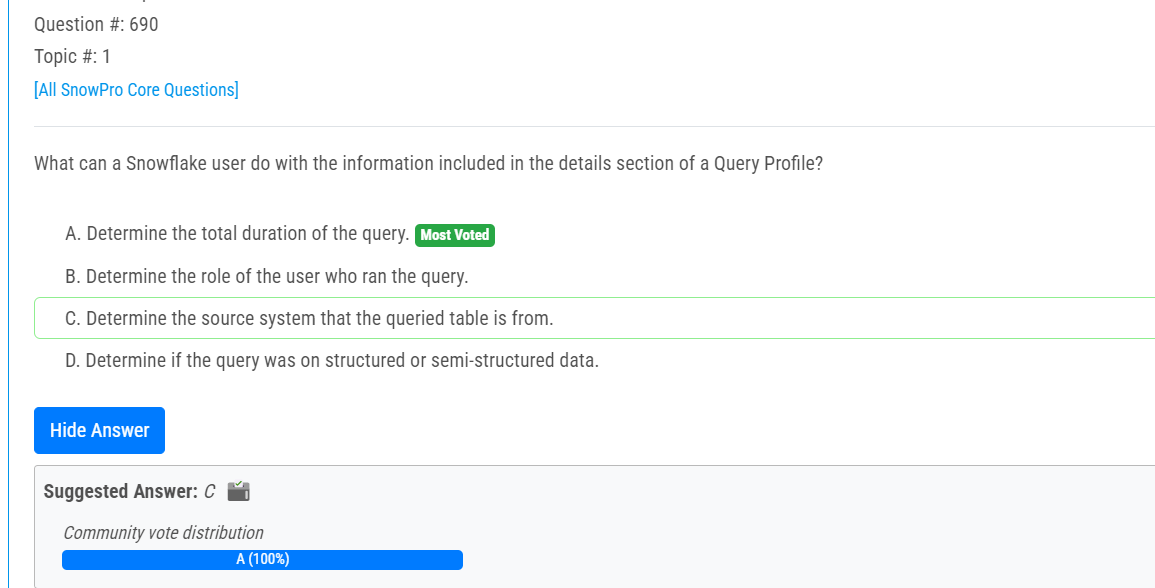 Question #: 690
Topic #: 1
[All SnowPro Core Questions]
What can a Snowflake user do with the information included in the details section of a Query Profile?
A. Determine the total duration of the query. Most Voted
B. Determine the role of the user who ran the query.
C. Determine the source system that the queried table is from.
D. Determine if the query was on structured or semi-structured data.
Hide Answer
Suggested Answer: C
Community vote distribution
A (100%)